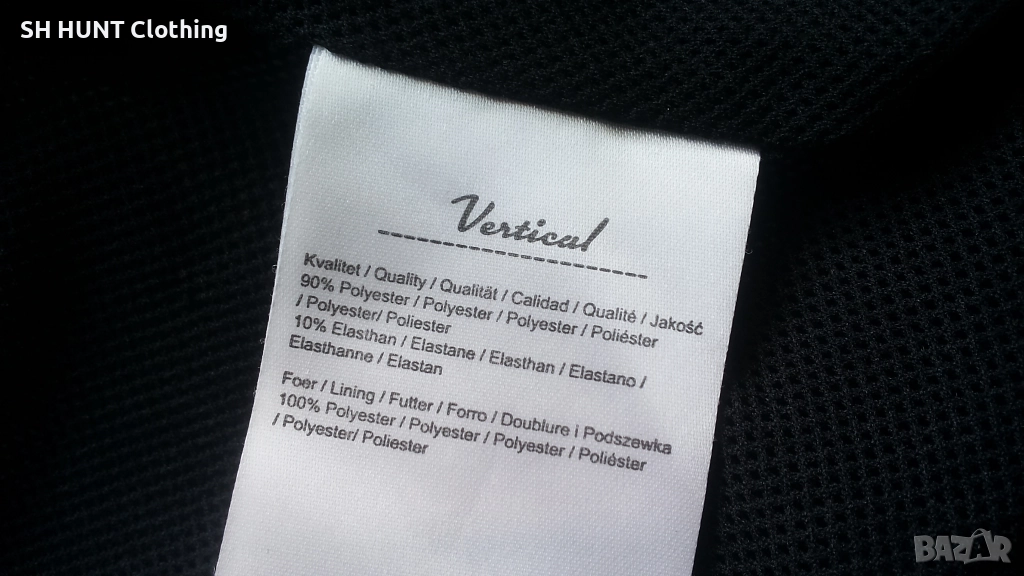 SH HUNT Clothing
Vertical
Kvalitet / Quality / Qualität / Calidad / Qualité / Jakość
90% Polyester / Polyester / Polyester / Poliéster
/ Polyester/ Poliester
10% Elasthan / Elastane / Elasthan / Elastano /
Elasthanne / Elastan
Foer / Lining / Futter / Forro / Doublure i Podszewka
100% Polyester / Polyester / Polyester / Poliéster
/ Polyester/ Poliester
BAZAR